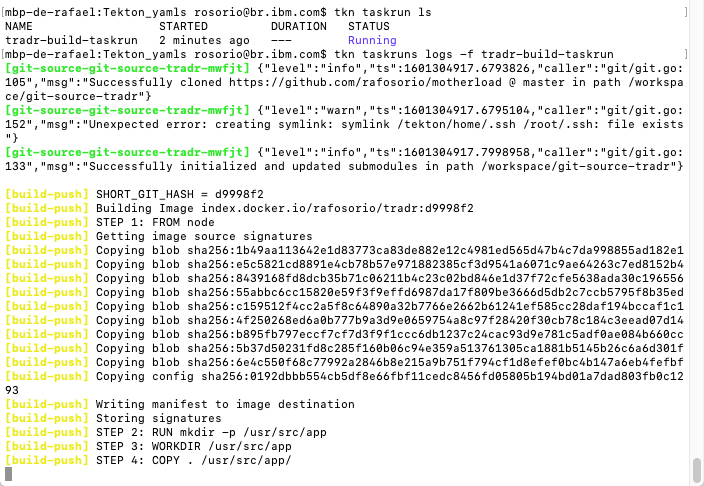 [mbp-de-rafael:Tekton_yamls rosorio@br.ibm.com$ tkn taskrun ls ]
NAME STARTED DURATION STATUS
tradr-build-taskrun 2 minutes ago --- Running
[mbp-de-rafael:Tekton_yamls rosorio@br.ibm.com$ tkn taskruns logs -f tradr-build-taskrun ]
[git-source-git-source-tradr-mwfjt] {"level":"info","ts":1601304917.6793826,"caller":"git/git.go:
105","msg":"Successfully cloned https://github.com/rafosorio/motherload @ master in path /workspa
ce/git-source-tradr"}
[git-source-git-source-tradr-mwfjt] {"level":"warn","ts":1601304917.6795104,"caller":"git/git.go:
152","msg":"Unexpected error: creating symlink: symlink /tekton/home/.ssh /root/.ssh: file exists
"}
[git-source-git-source-tradr-mwfjt] {"level":"info","ts":1601304917.7998958,"caller":"git/git.go:
133","msg":"Successfully initialized and updated submodules in path /workspace/git-source-tradr"}
[build-push] SHORT_GIT_HASH = d9998f2
[build-push] Building Image index.docker.io/rafosorio/tradr:d9998f2
[build-push] STEP 1: FROM node
[build-push] Getting image source signatures
[build-push] Copying blob sha256:1b49aa113642e1d83773ca83de882e12c4981ed565d47b4c7da998855ad182e1
[build-push] Copying blob sha256:e5c5821cd8891e4cb78b57e971882385cf3d9541a6071c9ae64263c7ed8152b4
[build-push] Copying blob sha256:8439168fd8dcb35b71c06211b4c23c02bd846e1d37f72cfe5638ada30c196556
[build-push] Copying blob sha256:55abbc6cc15820e59f3f9effd6987da17f809be3666d5db2c7ccb5795f8b35ed
[build-push] Copying blob sha256:c159512f4cc2a5f8c64890a32b7766e2662b61241ef585cc28daf194bccaf1c1
[build-push] Copying blob sha256:4f250268ed6a0b777b9a3d9e0659754a8c97f28420f30cb78c184c3eead07d14
[build-push] Copying blob sha256:b895fb797eccf7cf7d3f9f1ccc6db1237c24cac93d9e781c5adf0ae084b660cc
[build-push] Copying blob sha256:5b37d50231fd8c285f160b06c94e359a513761305ca1881b5145b26c6a6d301f
[build-push] Copying blob sha256:6e4c550f68c77992a2846b8e215a9b751f794cf1d8efef0bc4b147a6eb4fefbf
[build-push] Copying config sha256:0192dbbb554cb5df8e66fbf11cedc8456fd05805b194bd01a7dad803fb0c12
93
[build-push] Writing manifest to image destination
[build-push] Storing signatures
[build-push] STEP 2: RUN mkdir -p /usr/src/app
[build-push] STEP 3: WORKDIR /usr/src/app
[build-push] STEP 4: COPY . /usr/src/app/